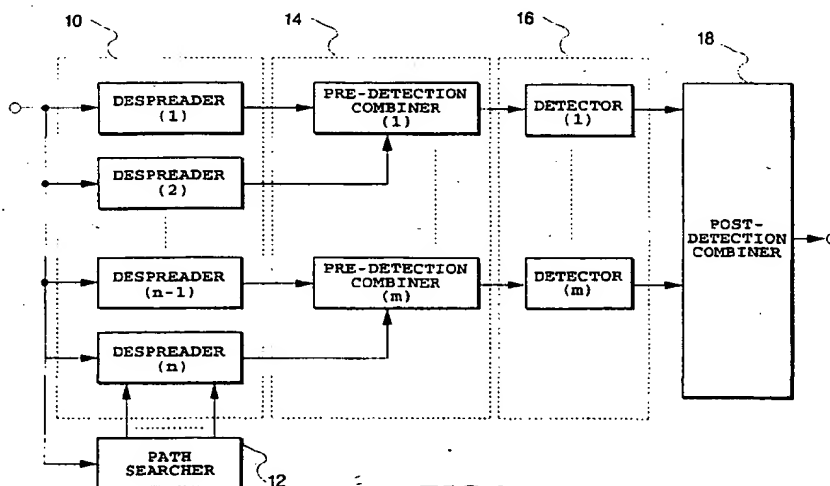 10
14
16
18
DESPREADER
(1)
PRE-DETECTION
COMBINER
(1)
DETECTOR
(1)
DESPREADER
(2)
POST-
DETECTION
COMBINER
DESPREADER
(n-1)
PRE-DETECTION
COMBINER
(m)
DETECTOR
(m)
DESPREADER
(n)
PATH
SEARCHER
12